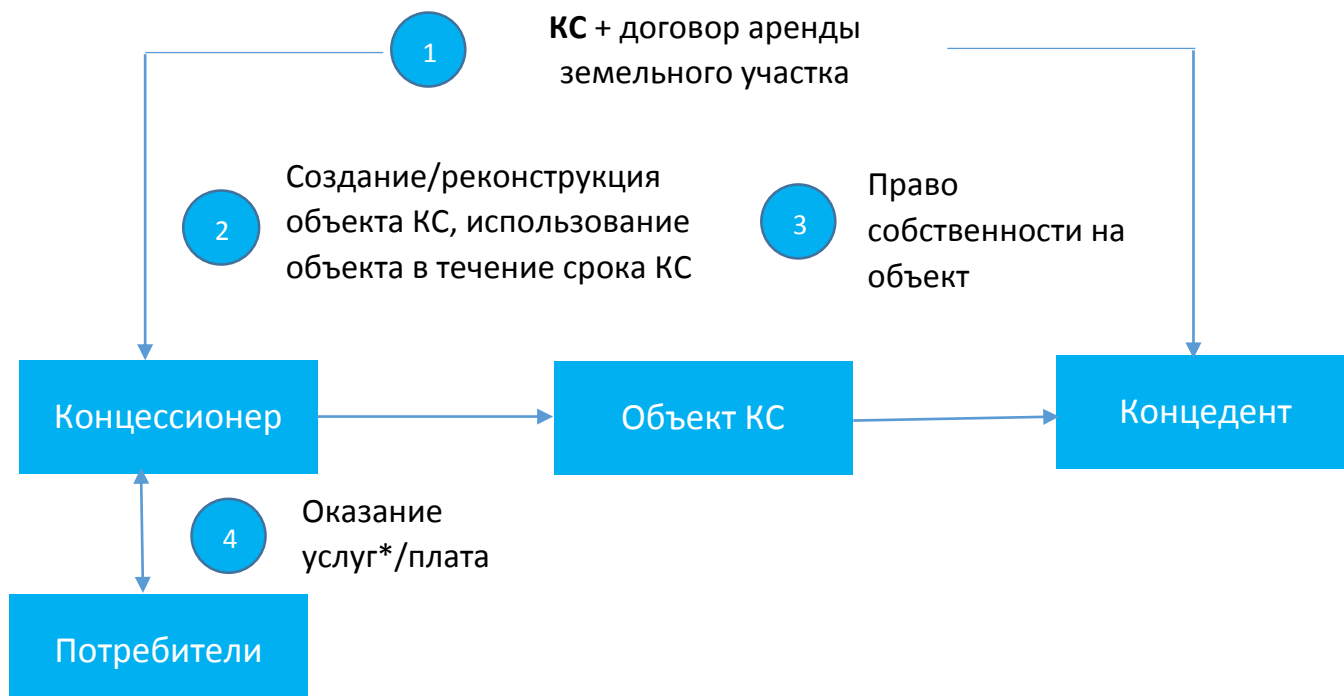 1
КС + договор аренды
земельного участка
2
Создание/реконструкция
объекта КС, использование
объекта в течение срока КС
3
Право
собственности на
объект
Концессионер
Объект КС
Концедент
4
Оказание
услуг*/плата
Потребители